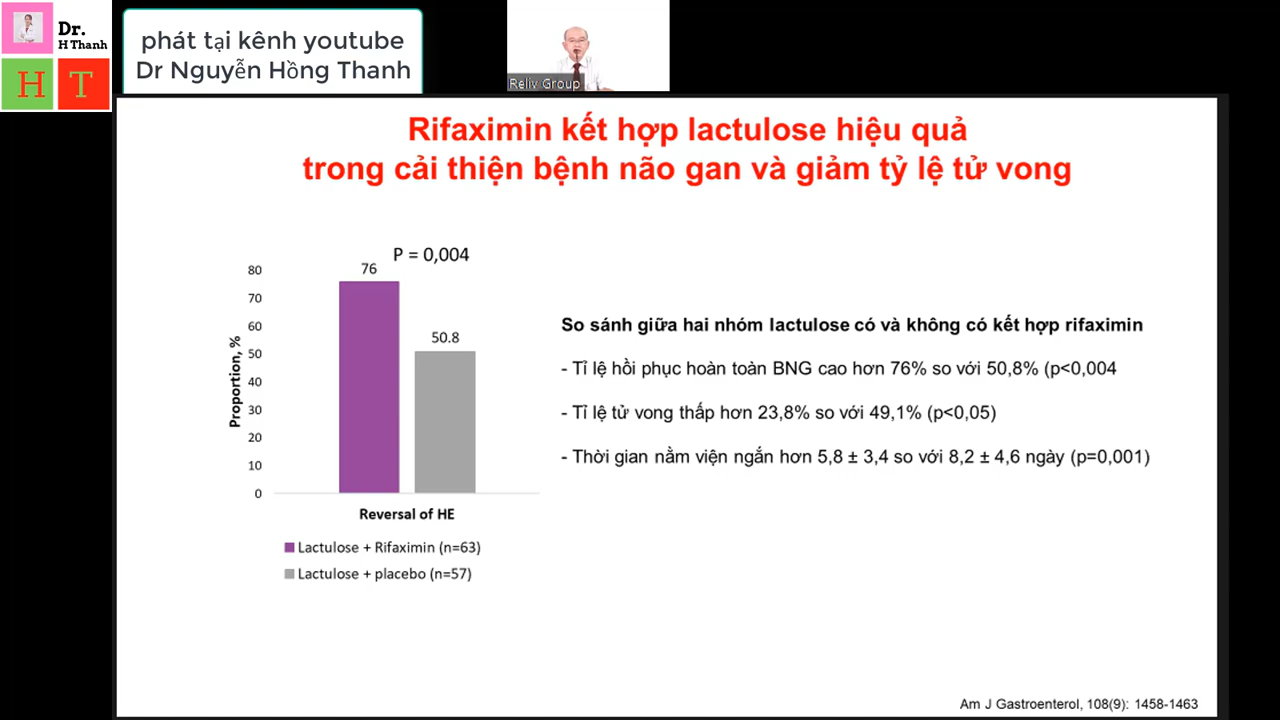 Dr.
H Thanh
H T
phát tại kênh youtube
Dr Nguyễn Hồng Thanh
Reliv Group
Rifaximin kết hợp lactulose hiệu quả
trong cải thiện bệnh não gan và giảm tỷ lệ tử vong
P = 0,004
80
70
60
50
40
30
20
10
0
Proportion, %
76
50.8
Reversal of HE
Lactulose + Rifaximin (n=63)
Lactulose + placebo (n=57)
So sánh giữa hai nhóm lactulose có và không có kết hợp rifaximin
- Tỉ lệ hồi phục hoàn toàn BNG cao hơn 76% so với 50,8% (p<0,004
- Tỉ lệ tử vong thấp hơn 23,8% so với 49,1% (p<0,05)
- Thời gian nằm viện ngắn hơn 5,8 ± 3,4 so với 8,2 ± 4,6 ngày (p=0,001)
Am J Gastroenterol, 108(9): 1458-1463